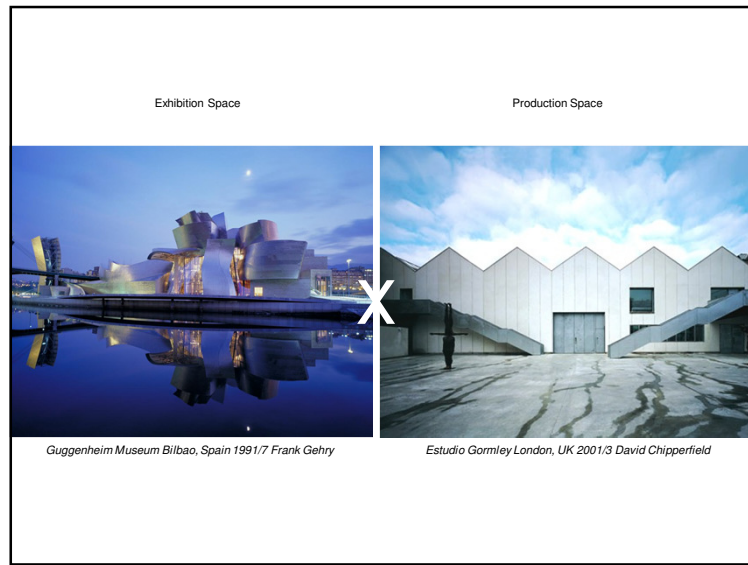 Exhibition Space
Production Space
X
Guggenheim Museum Bilbao, Spain 1991/7 Frank Gehry
Estudio Gormley London, UK 2001/3 David Chipperfield